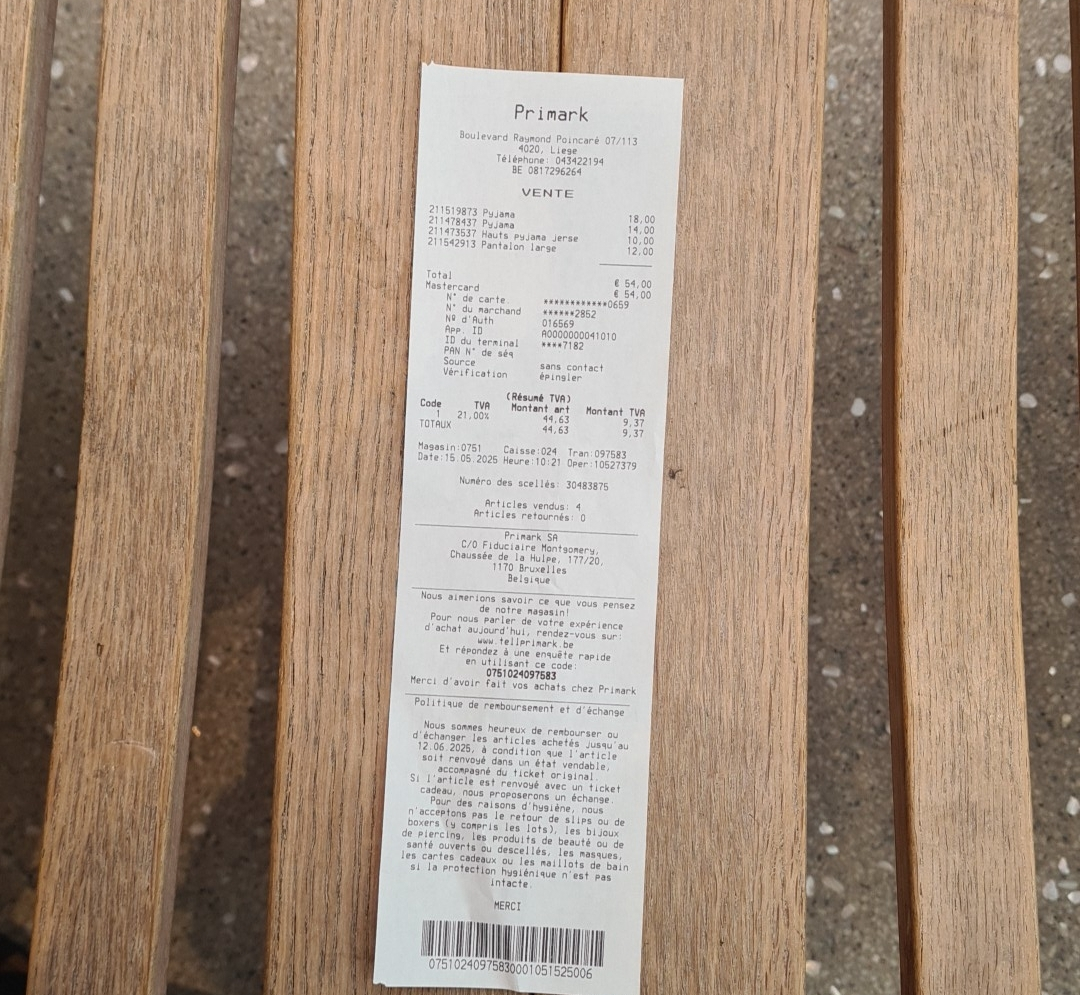 Primark
Boulevard Raymond Poincaré 07/113
4020, Liege
Téléphone: 043422194
BE 0817296264
VENTE
211519873 Pyjama 18,00
211478437 Pyjama 14,00
211473537 Hauts pyjama jerse 10,00
211542913 Pantalon large 12,00
Total € 54,00
Mastercard € 54,00
N° de carte ************0659
N° du marchand ******2852
Nº d'Auth 016569
App. ID A0000000041010
ID du terminal ****7182
PAN N° de séq
Source sans contact
Vérification épingler
(Résumé TVA)
Code TVA Montant art Montant TVA
1 21,00% 44,63 9,37
TOTAUX 44,63 9,37
Magasin:0751 Caisse:024 Tran:097583
Date:15.05.2025 Heure:10:21 Oper:10527379
Numéro des scellés: 30483875
Articles vendus: 4
Articles retournés: 0
Primark SA
C/O Fiduciaire Montgomery,
Chaussée de la Hulpe, 177/20,
1170 Bruxelles
Belgique
Nous aimerions savoir ce que vous pensez
de notre magasin!
Pour nous parler de votre expérience
d'achat aujourd'hui, rendez-vous sur:
www.tellprimark.be
Et répondez à une enquête rapide
en utilisant ce code:
0751024097583
Merci d'avoir fait vos achats chez Primark
Politique de remboursement et d'échange
Nous sommes heureux de rembourser ou
d'échanger les articles achetés jusqu'au
12.06.2025, à condition que l'article
soit renvoyé dans un état vendable,
accompagné du ticket original.
Si l'article est renvoyé avec un ticket
cadeau, nous proposerons un échange.
Pour des raisons d'hygiène, nous
n'acceptons pas le retour de slips ou de
boxers (y compris les lots), les bijoux
de piercing, les produits de beauté ou de
santé ouverts ou descellés, les masques,
les cartes cadeaux ou les maillots de bain
si la protection hygiénique n'est pas
intacte.
MERCI
07510240975830001051525006